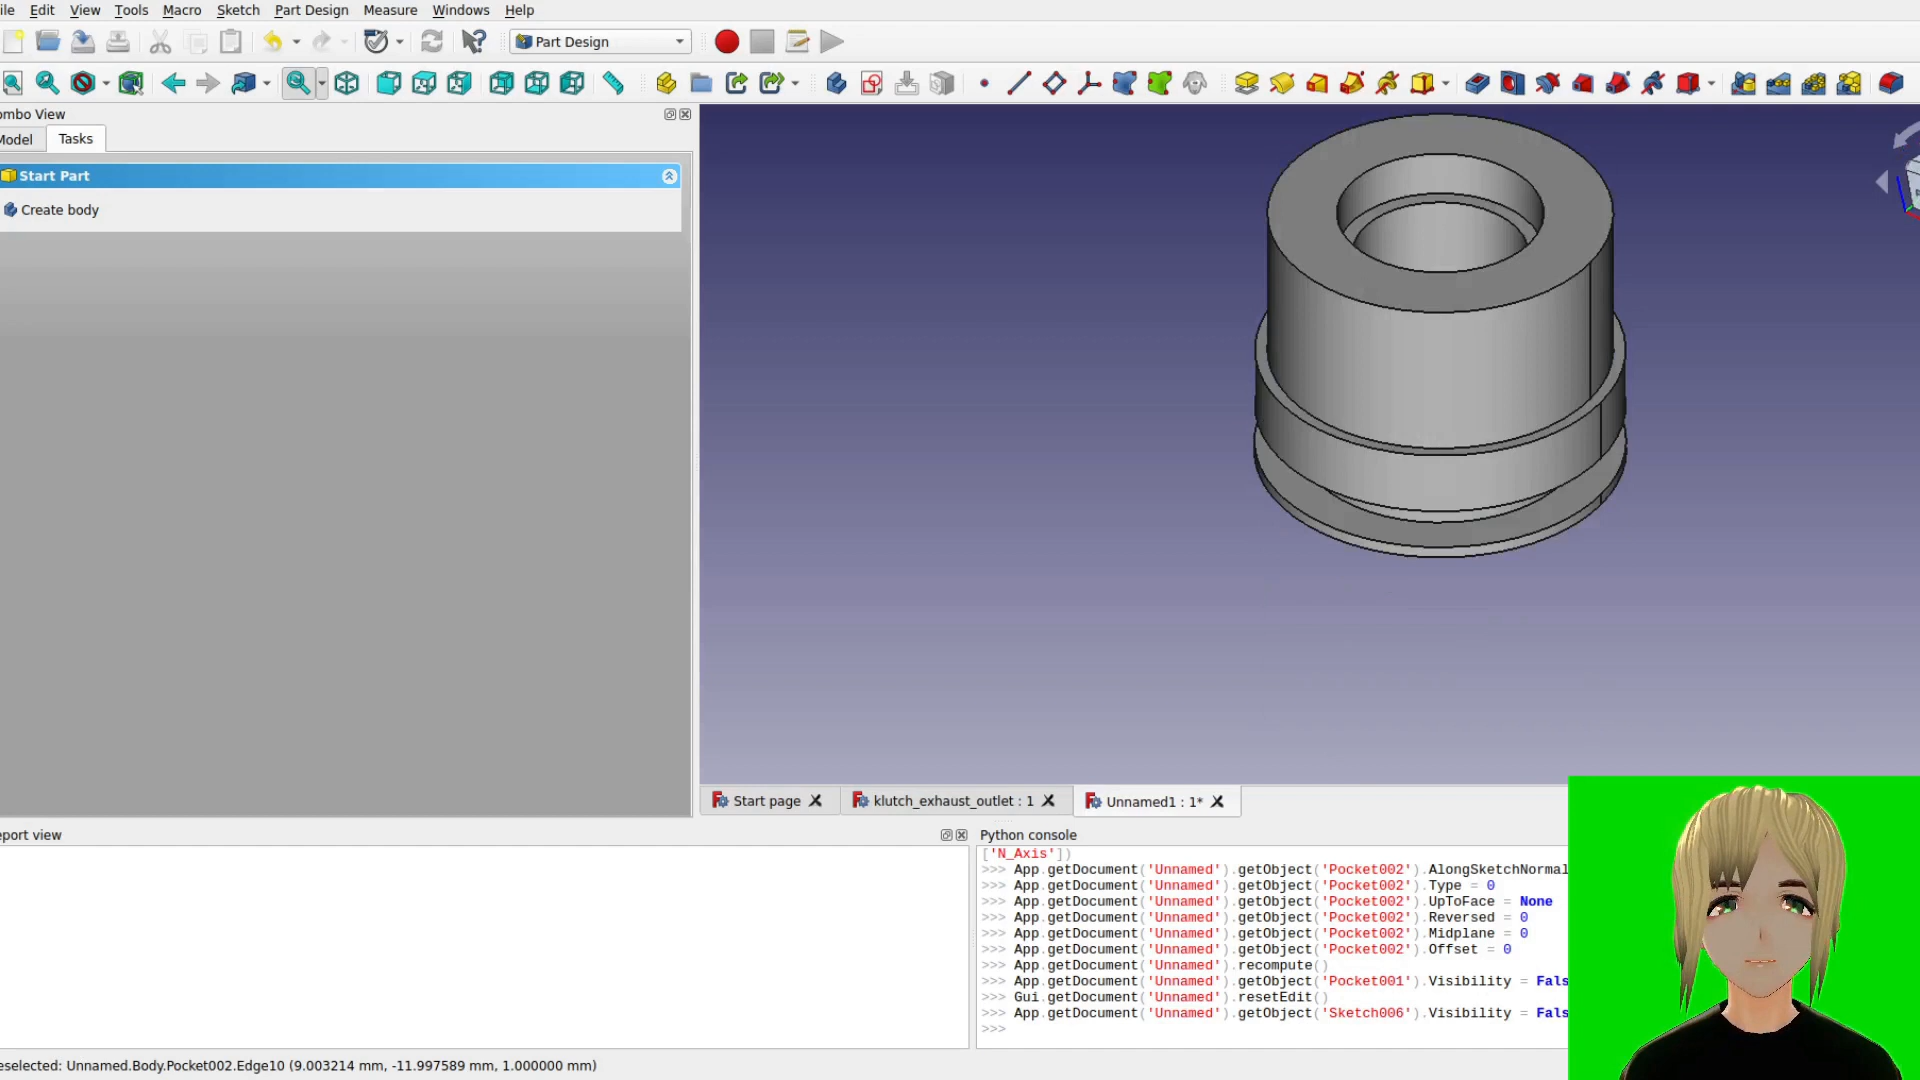 ile Edit View Tools Macro Sketch Part Design Measure Windows Help
Part Design
ombo View
Model Tasks
Start Part
Create body
Start page klutch_exhaust_outlet : 1 Unnamed1 : 1*
eport view
Python console
['N_Axis'])
>>> App.getDocument('Unnamed').getObject('Pocket002').AlongSketchNormal
>>> App.getDocument('Unnamed').getObject('Pocket002').Type = 0
>>> App.getDocument('Unnamed').getObject('Pocket002').UpToFace = None
>>> App.getDocument('Unnamed').getObject('Pocket002').Reversed = 0
>>> App.getDocument('Unnamed').getObject('Pocket002').Midplane = 0
>>> App.getDocument('Unnamed').getObject('Pocket002').Offset = 0
>>> App.getDocument('Unnamed').recompute()
>>> App.getDocument('Unnamed').getObject('Pocket001').Visibility = Fals
>>> Gui.getDocument('Unnamed').resetEdit()
>>> App.getDocument('Unnamed').getObject('Sketch006').Visibility = Fals
>>>
eselected: Unnamed.Body.Pocket002.Edge10 (9.003214 mm, -11.997589 mm, 1.000000 mm)